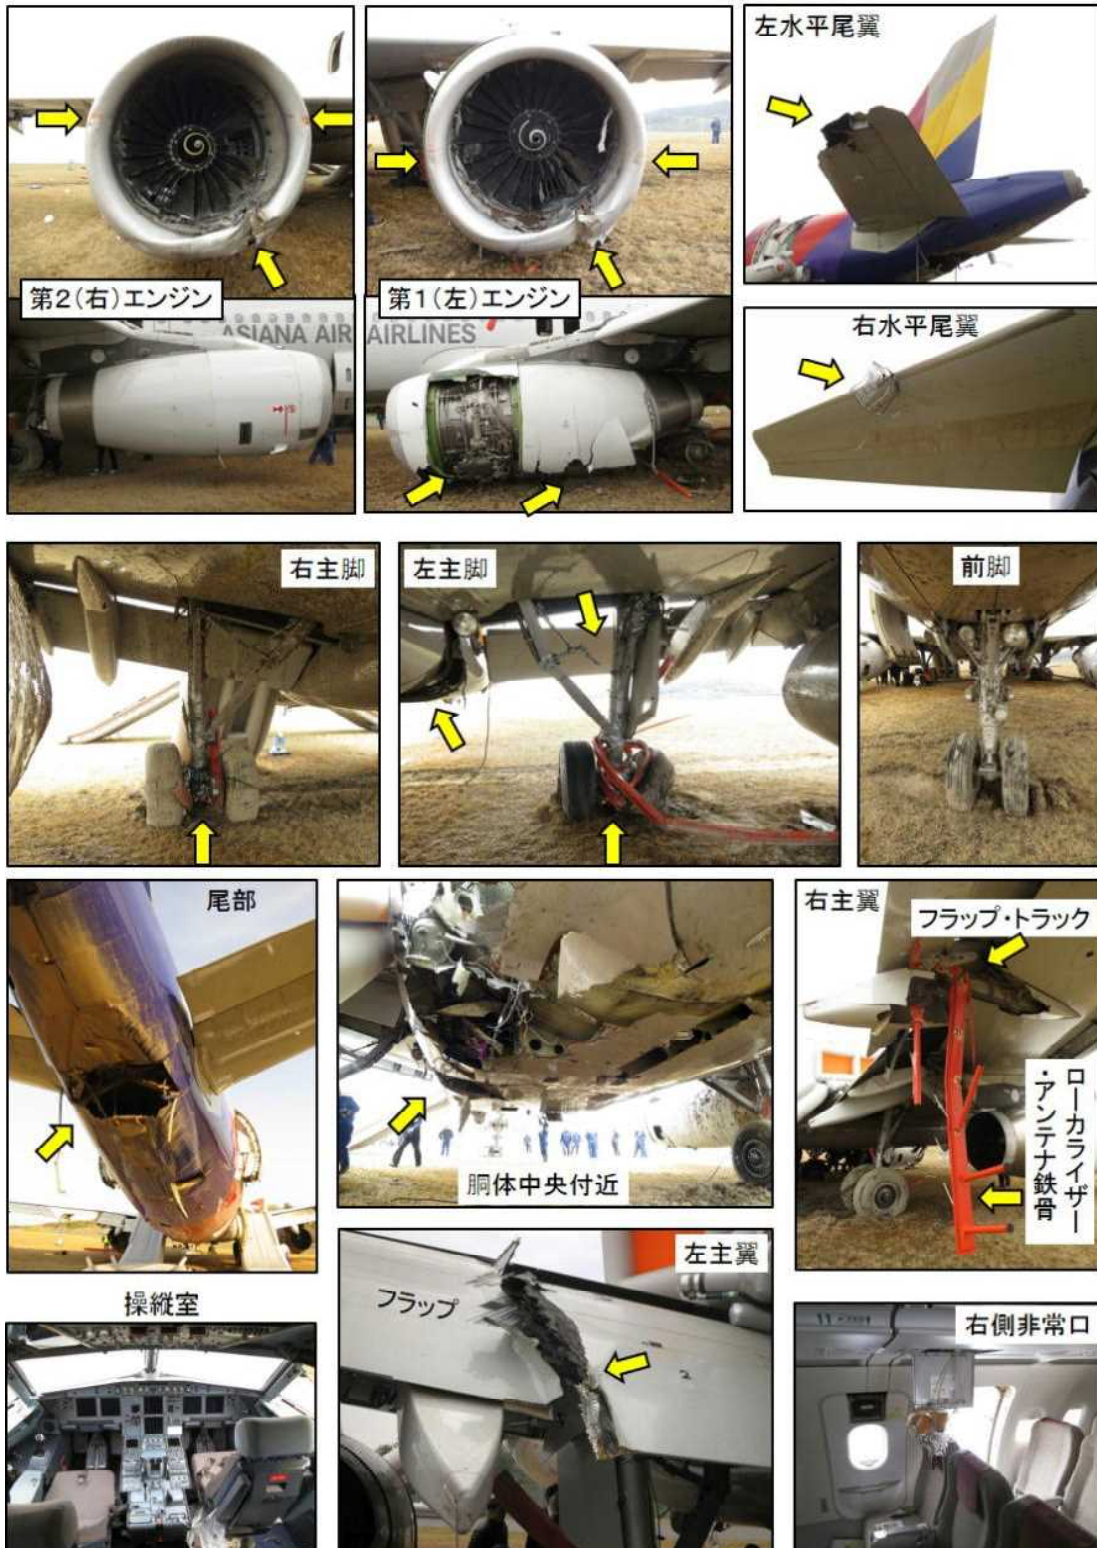 左水平尾翼
第2(右)エンジン
第1(左)エンジン
ASIANA AIR
AIRLINES
右水平尾翼
右主脚
左主脚
前脚
尾部
胴体中央付近
右主翼
フラップ・トラック
ローカライザー
・アンテナ鉄骨
操縦室
左主翼
フラップ
右側非常口